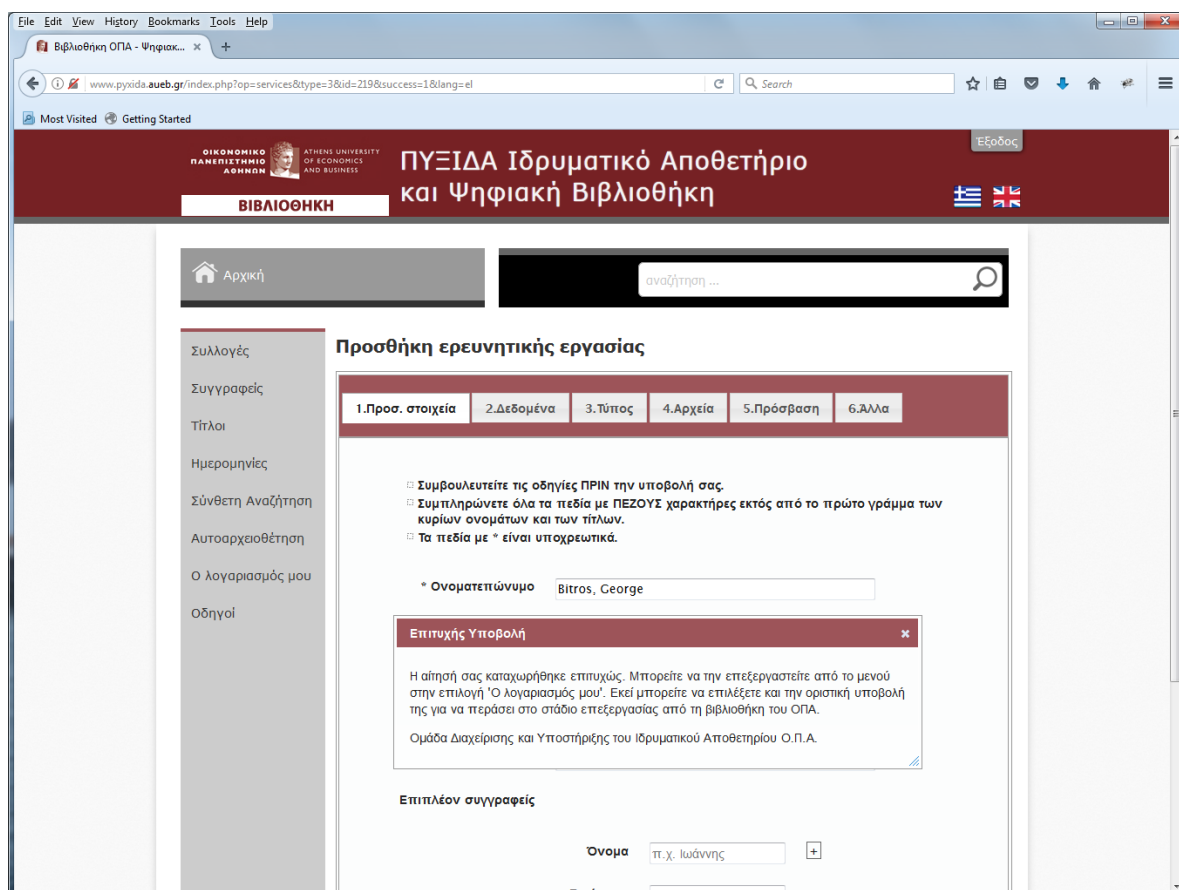 File Edit View History Bookmarks Tools Help
Βιβλιοθήκη ΟΠΑ - Ψηφιακ... × +
www.pyxida.aueb.gr/index.php?op=services&type=3&id=219&success=1&lang=el
Search
Most Visited Getting Started
Έξοδος
ΟΙΚΟΝΟΜΙΚΟ
ΠΑΝΕΠΙΣΤΗΜΙΟ
ΑΘΗΝΩΝ
ATHENS UNIVERSITY
OF ECONOMICS
AND BUSINESS
ΒΙΒΛΙΟΘΗΚΗ
ΠΥΞΙΔΑ Ιδρυματικό Αποθετήριο
και Ψηφιακή Βιβλιοθήκη
Αρχική
αναζήτηση ...
Συλλογές
Συγγραφείς
Τίτλοι
Ημερομηνίες
Σύνθετη Αναζήτηση
Αυτοαρχειοθέτηση
Ο λογαριασμός μου
Οδηγοί
Προσθήκη ερευνητικής εργασίας
1.Προσ. στοιχεία 2.Δεδομένα 3.Τύπος 4.Αρχεία 5.Πρόσβαση 6.Άλλα
Συμβουλευτείτε τις οδηγίες ΠΡΙΝ την υποβολή σας.
Συμπληρώνετε όλα τα πεδία με ΠΕΖΟΥΣ χαρακτήρες εκτός από το πρώτο γράμμα των
κυρίων ονομάτων και των τίτλων.
Τα πεδία με * είναι υποχρεωτικά.
* Ονοματεπώνυμο Bitros, George
Επιτυχής Υποβολή ×
Η αίτησή σας καταχωρήθηκε επιτυχώς. Μπορείτε να την επεξεργαστείτε από το μενού
στην επιλογή 'Ο λογαριασμός μου'. Εκεί μπορείτε να επιλέξετε και την οριστική υποβολή
της για να περάσει στο στάδιο επεξεργασίας από τη βιβλιοθήκη του ΟΠΑ.
Ομάδα Διαχείρισης και Υποστήριξης του Ιδρυματικού Αποθετηρίου Ο.Π.Α.
Επιπλέον συγγραφείς
Όνομα π.χ. Ιωάννης +